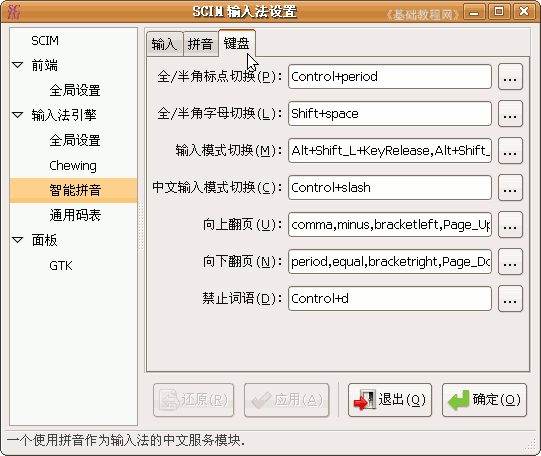 SCIM 输入法设置
《基础教程网》
SCIM
前端
全局设置
输入法引擎
全局设置
Chewing
智能拼音
通用码表
面板
GTK
输入 拼音 键盘
全/半角标点切换(P): Control+period ...
全/半角字母切换(L): Shift+space ...
输入模式切换(M): Alt+Shift_L+KeyRelease,Alt+Shift_ ...
中文输入模式切换(C): Control+slash ...
向上翻页(U): comma,minus,bracketleft,Page_Up ...
向下翻页(N): period,equal,bracketright,Page_Do ...
禁止词语(D): Control+d ...
还原(R) 应用(A) 退出(Q) 确定(O)
一个使用拼音作为输入法的中文服务模块.